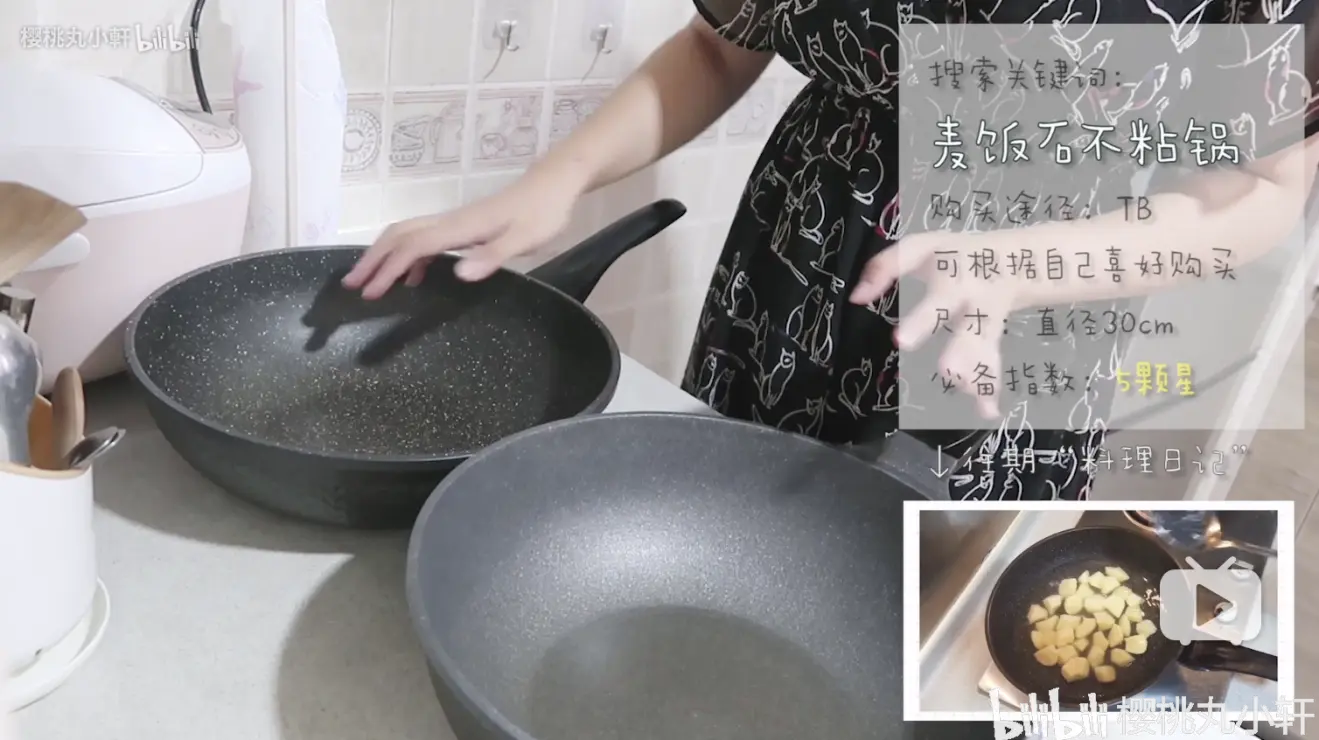 樱桃丸小軒 bilibili
搜索关键词：
麦饭石不粘锅
购买途径：TB
可根据自己喜好购买
尺寸：直径30cm
必备指数：5颗星
↓往期“料理日记”
bilibili 樱桃丸小軒